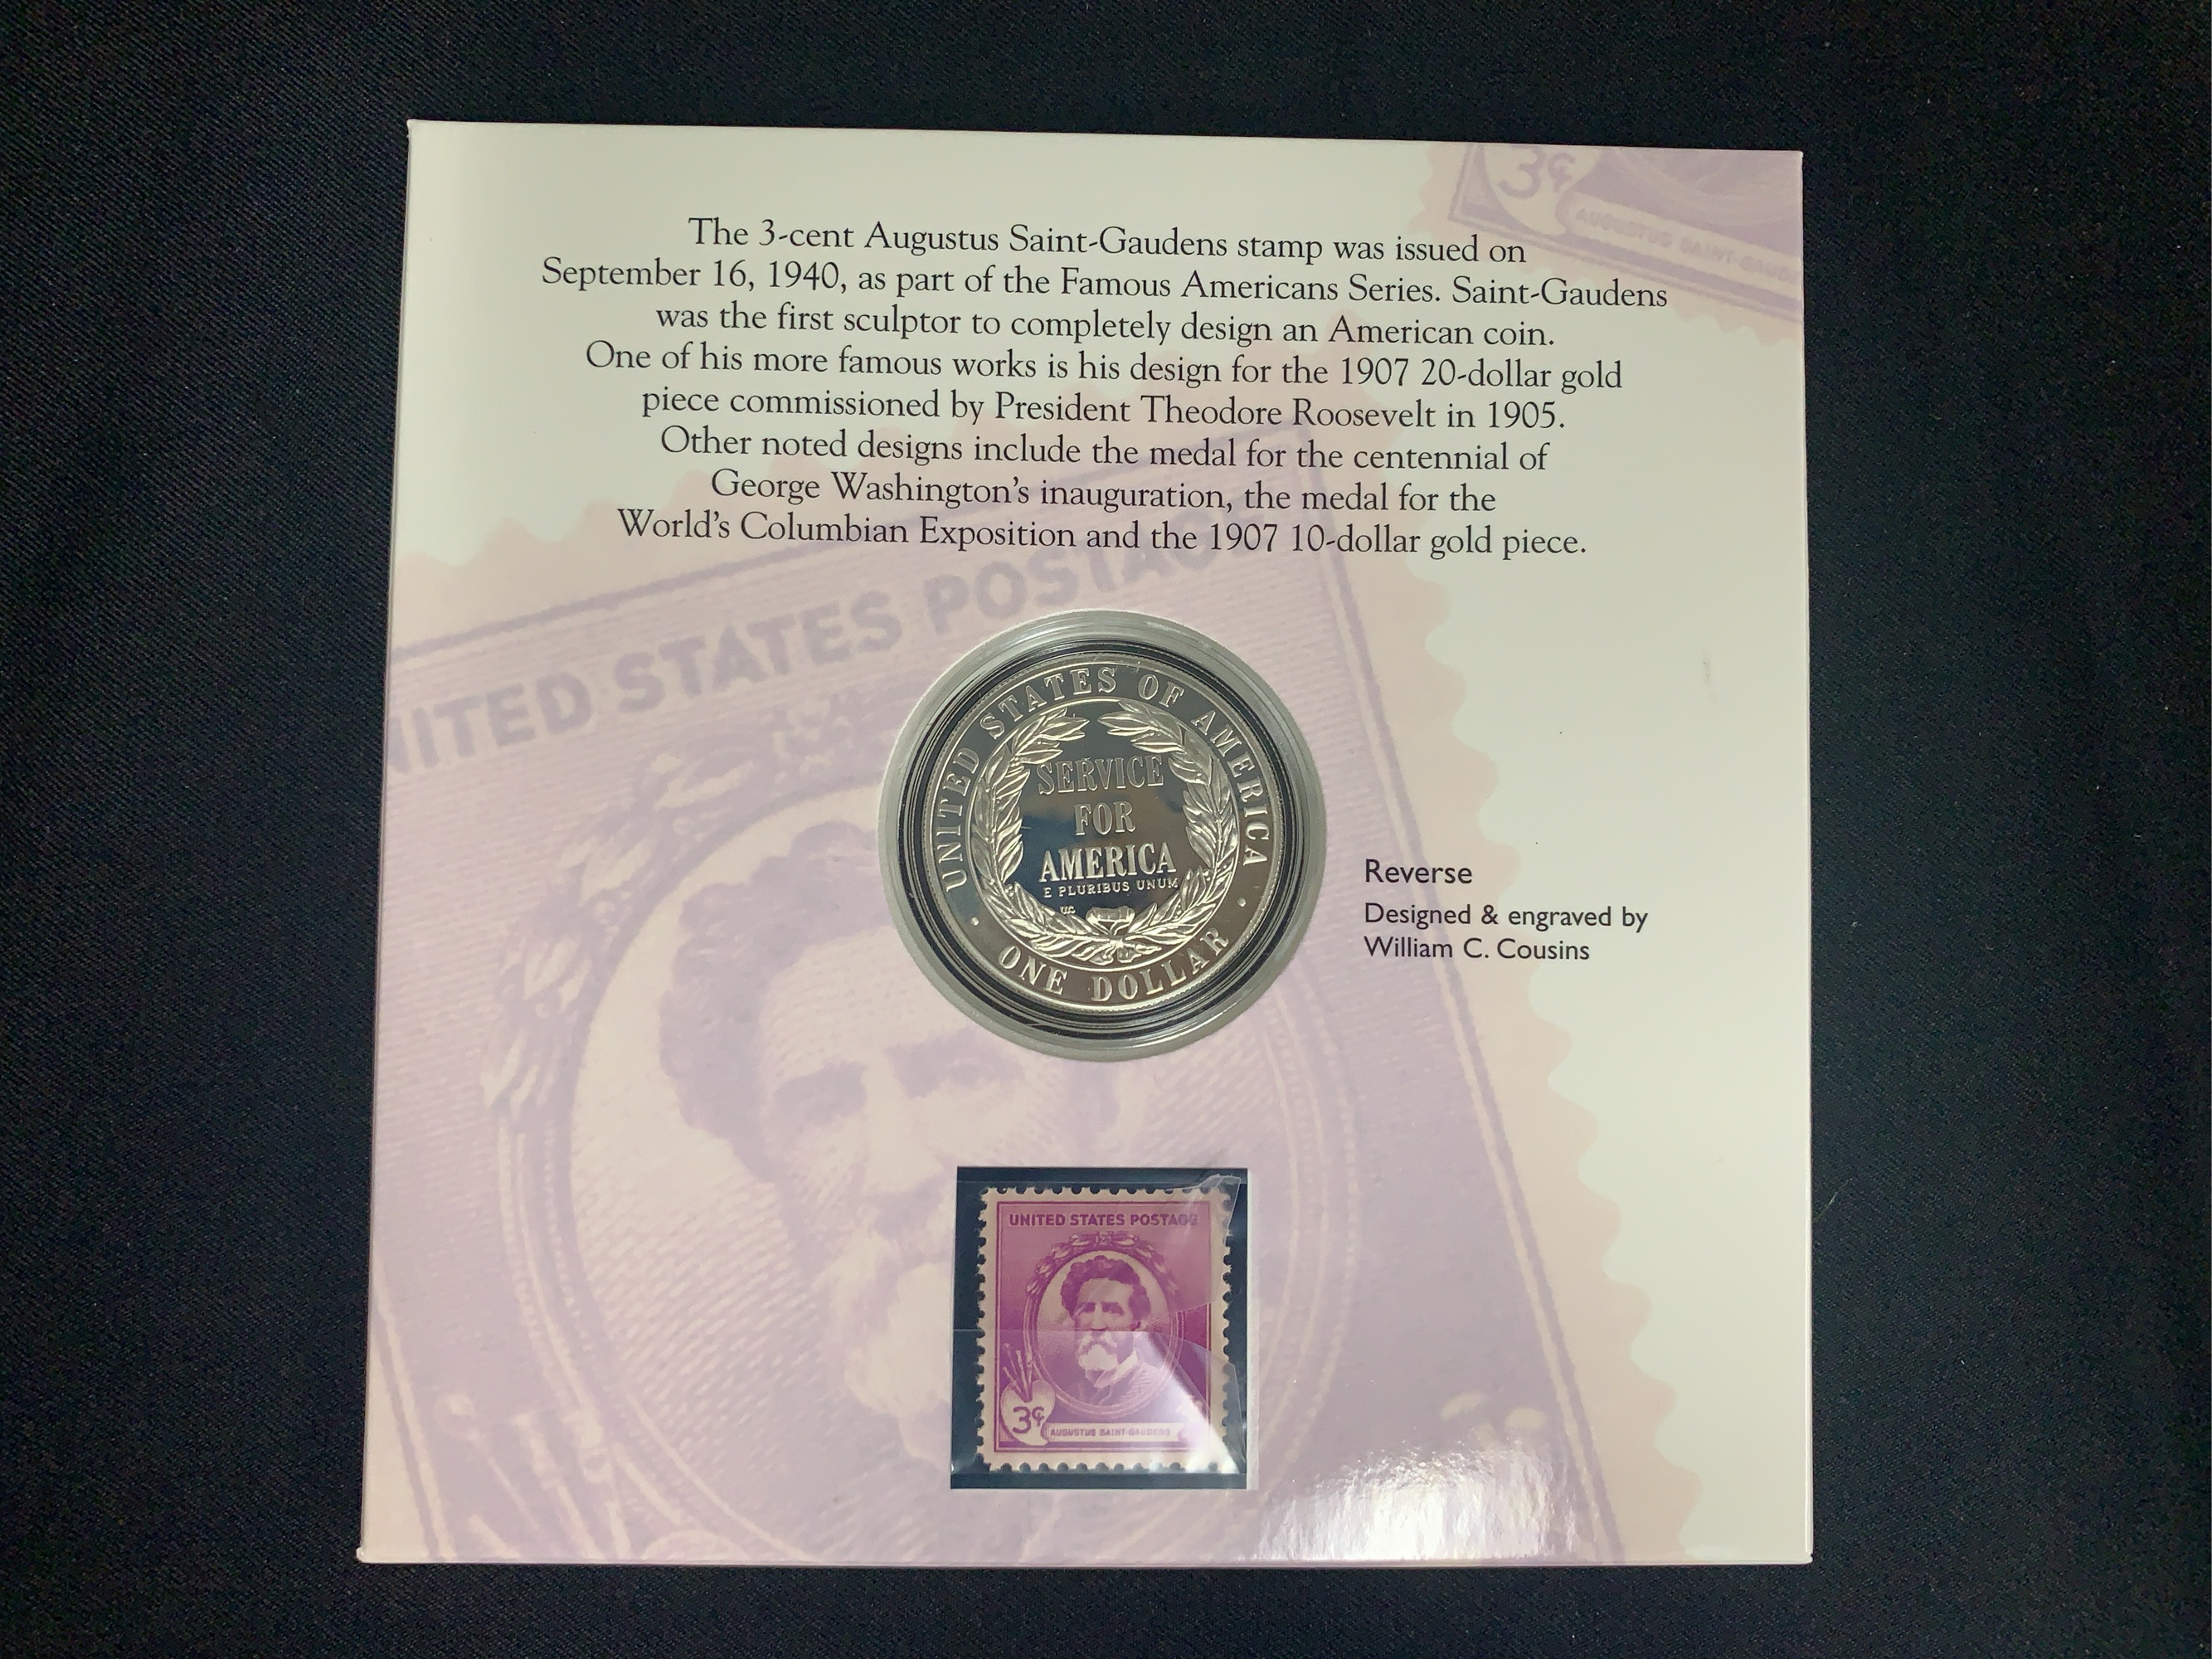 3¢
AUGUSTUS SAINT-GAUD
The 3-cent Augustus Saint-Gaudens stamp was issued on
September 16, 1940, as part of the Famous Americans Series. Saint-Gaudens
was the first sculptor to completely design an American coin.
One of his more famous works is his design for the 1907 20-dollar gold
piece commissioned by President Theodore Roosevelt in 1905.
Other noted designs include the medal for the centennial of
George Washington's inauguration, the medal for the
World's Columbian Exposition and the 1907 10-dollar gold piece.
NITED STATES POSTAG
UNITED STATES OF AMERICA
SERVICE
FOR
AMERICA
E PLURIBUS UNUM
• ONE DOLLAR •
Reverse
Designed & engraved by
William C. Cousins
UNITED STATES POSTAGE
3¢
AUGUSTUS SAINT-GAUDENS